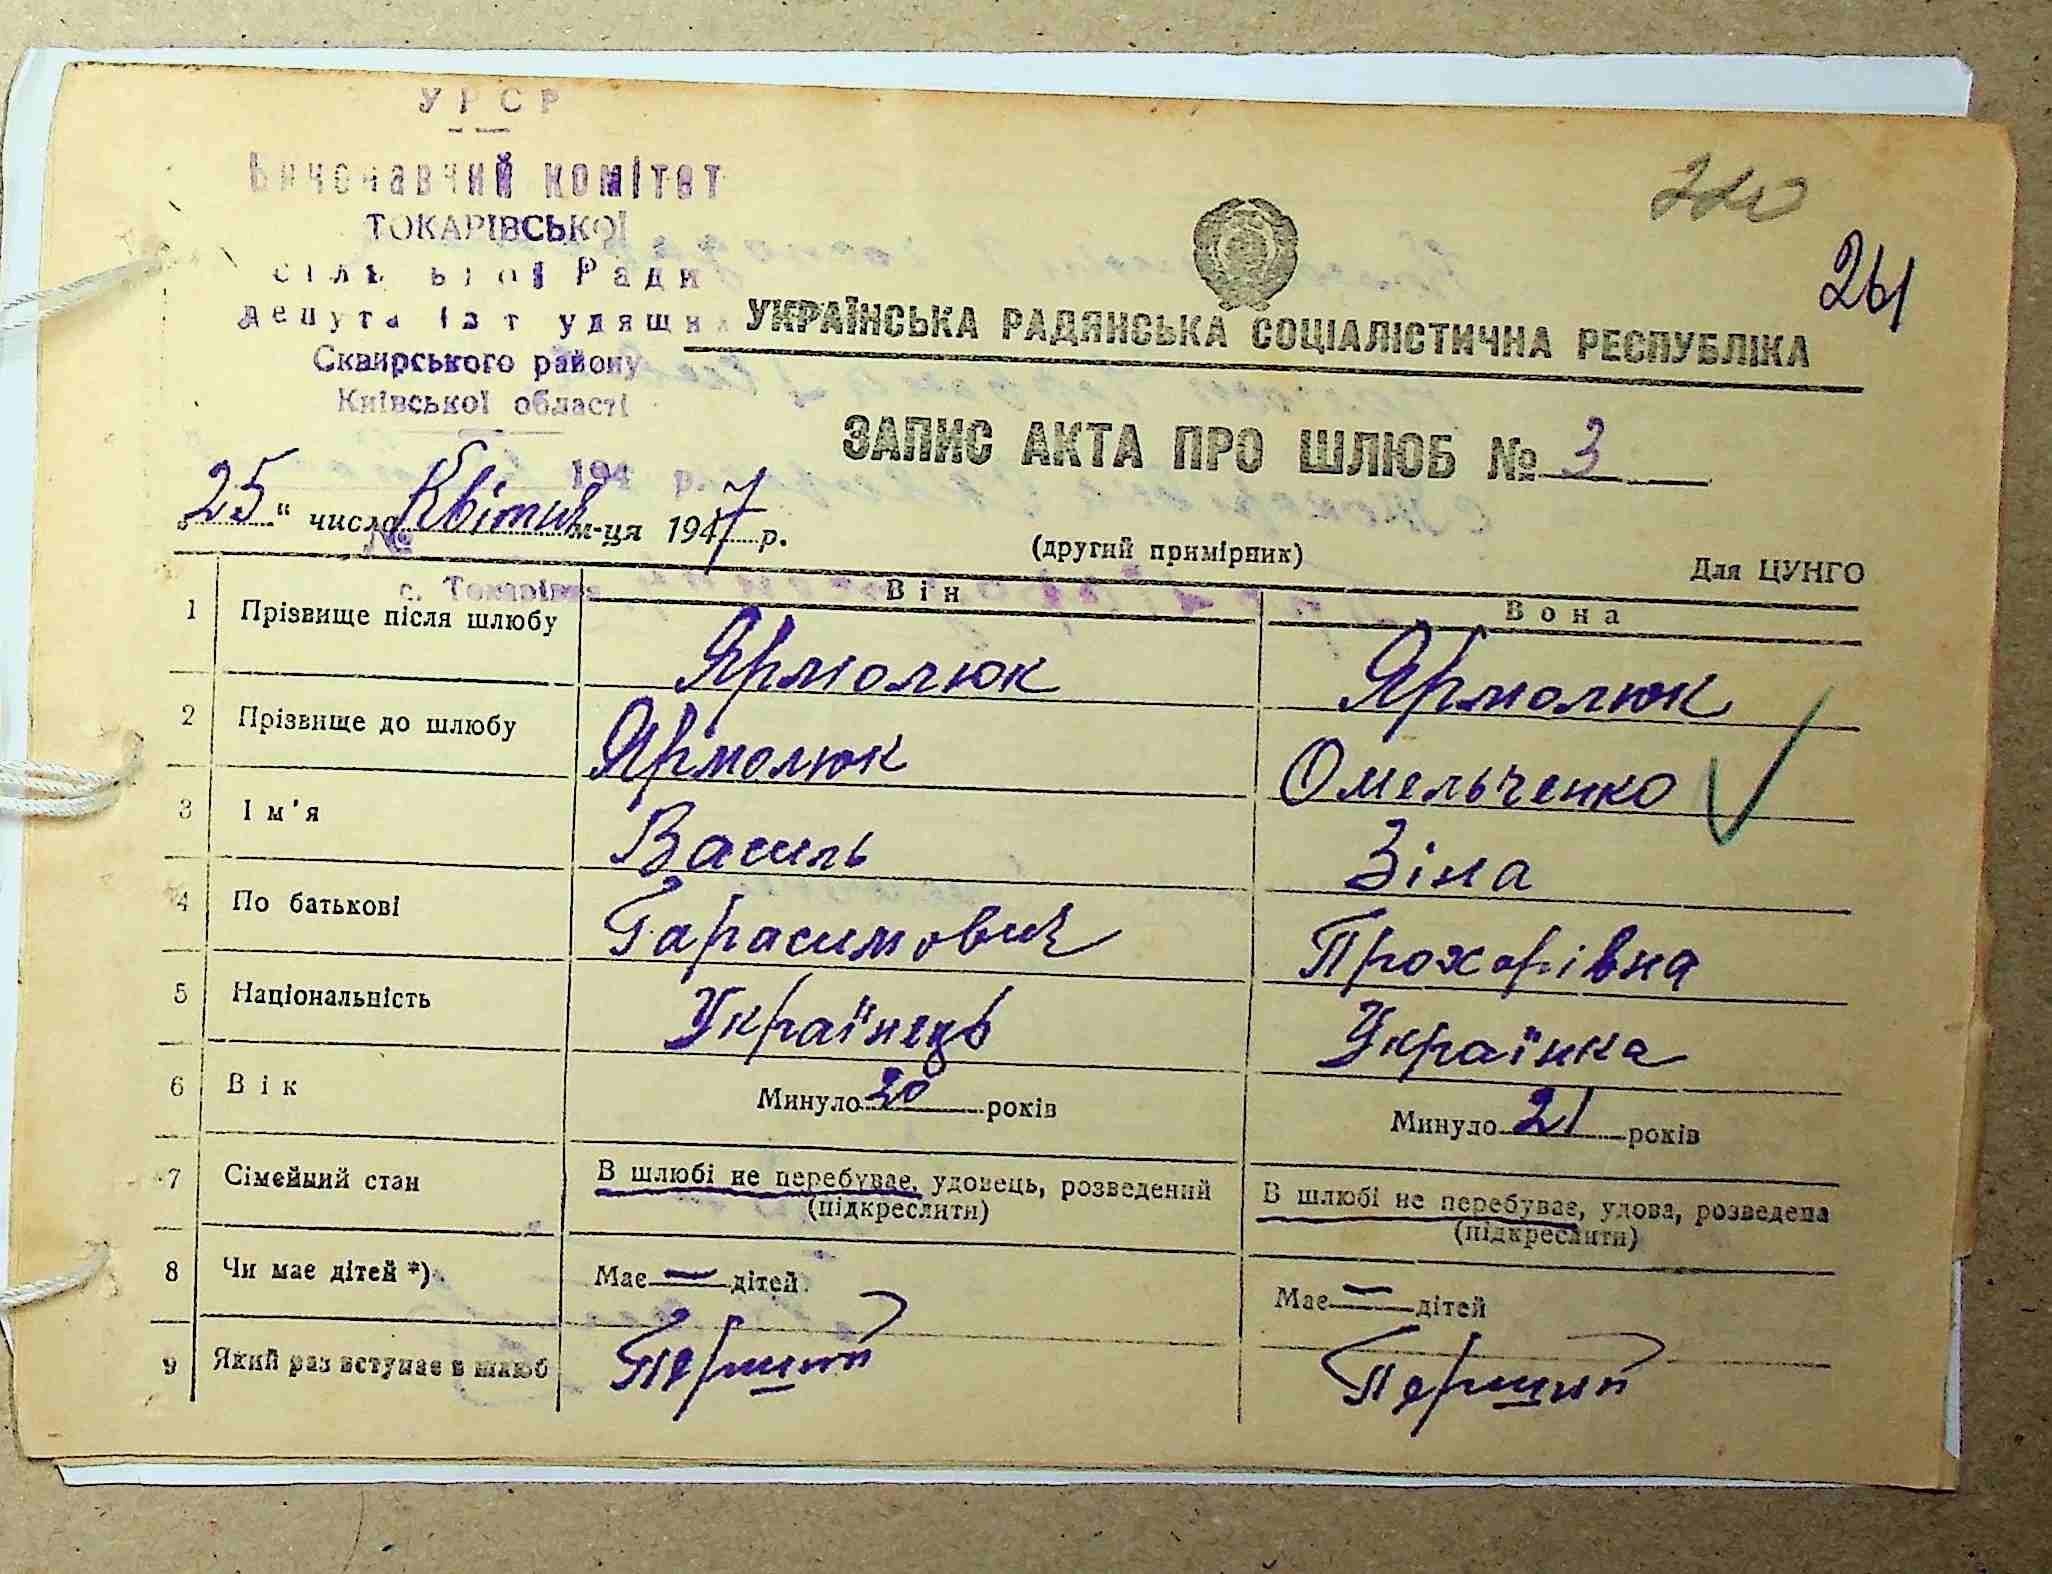 УРСР
Виконавчий комітет
ТОКАРІВСЬКОЇ
сільської Ради
депутатів трудящих
Сквирського району
Київської області
194 р.
№
с. Токарівка
220
261
УКРАЇНСЬКА РАДЯНСЬКА СОЦІАЛІСТИЧНА РЕСПУБЛІКА
ЗАПИС АКТА ПРО ШЛЮБ № 3
„25" число Квітня м-ця 1947 р.
(другий примірник)
Для ЦУНГО
Він Вона
1 Прізвище після шлюбу Ярмолюк Ярмолюк
2 Прізвище до шлюбу Ярмолюк Омельченко
3 Ім'я Василь Зіна
4 По батькові Гарасимович Прохорівна
5 Національність Українець Українка
6 Вік Минуло 20 років Минуло 21 років
7 Сімейний стан В шлюбі не перебуває, удовець, розведений В шлюбі не перебуває, удова, розведена
(підкреслити) (підкреслити)
8 Чи має дітей *) Має — дітей Має — дітей
9 Який раз вступає в шлюб Перший Перший